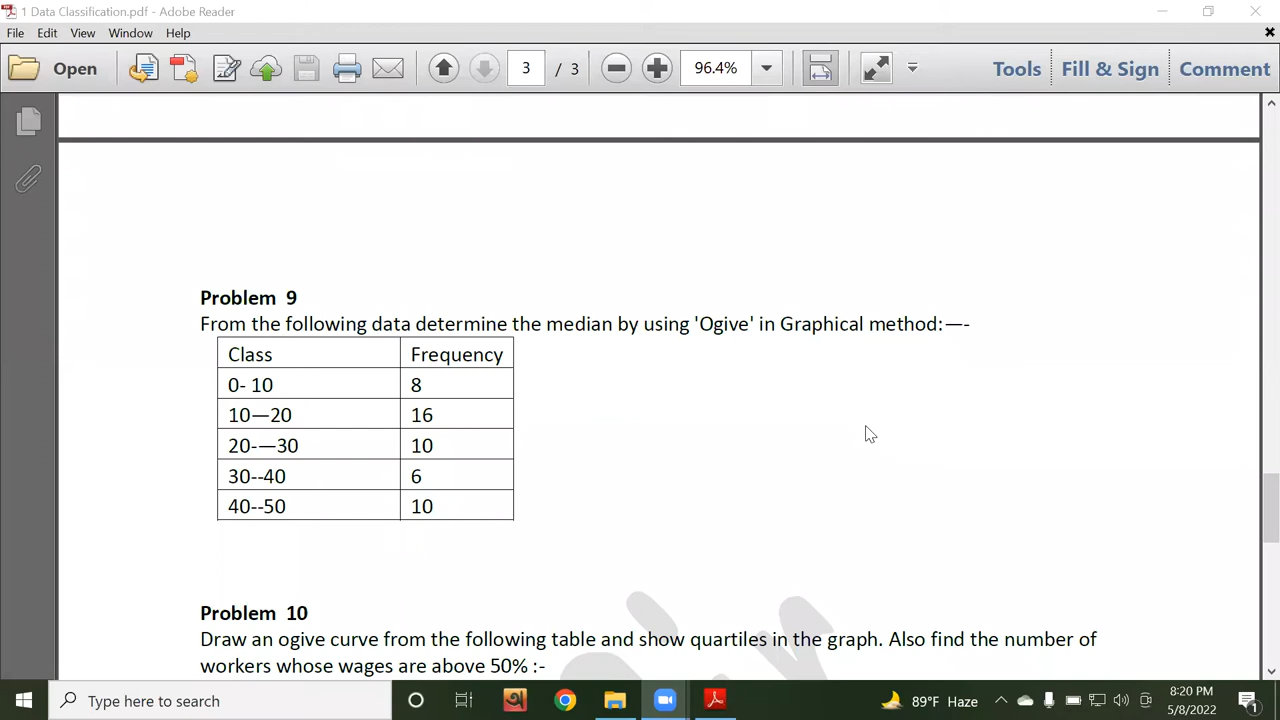 1 Data Classification.pdf - Adobe Reader
File Edit View Window Help
Open 3 / 3 96.4% Tools Fill & Sign Comment
Problem 9
From the following data determine the median by using 'Ogive' in Graphical method:—-
Class Frequency
0- 10 8
10—20 16
20-—30 10
30--40 6
40--50 10
Problem 10
Draw an ogive curve from the following table and show quartiles in the graph. Also find the number of
workers whose wages are above 50% :-
Type here to search 89°F Haze 8:20 PM
5/8/2022 1